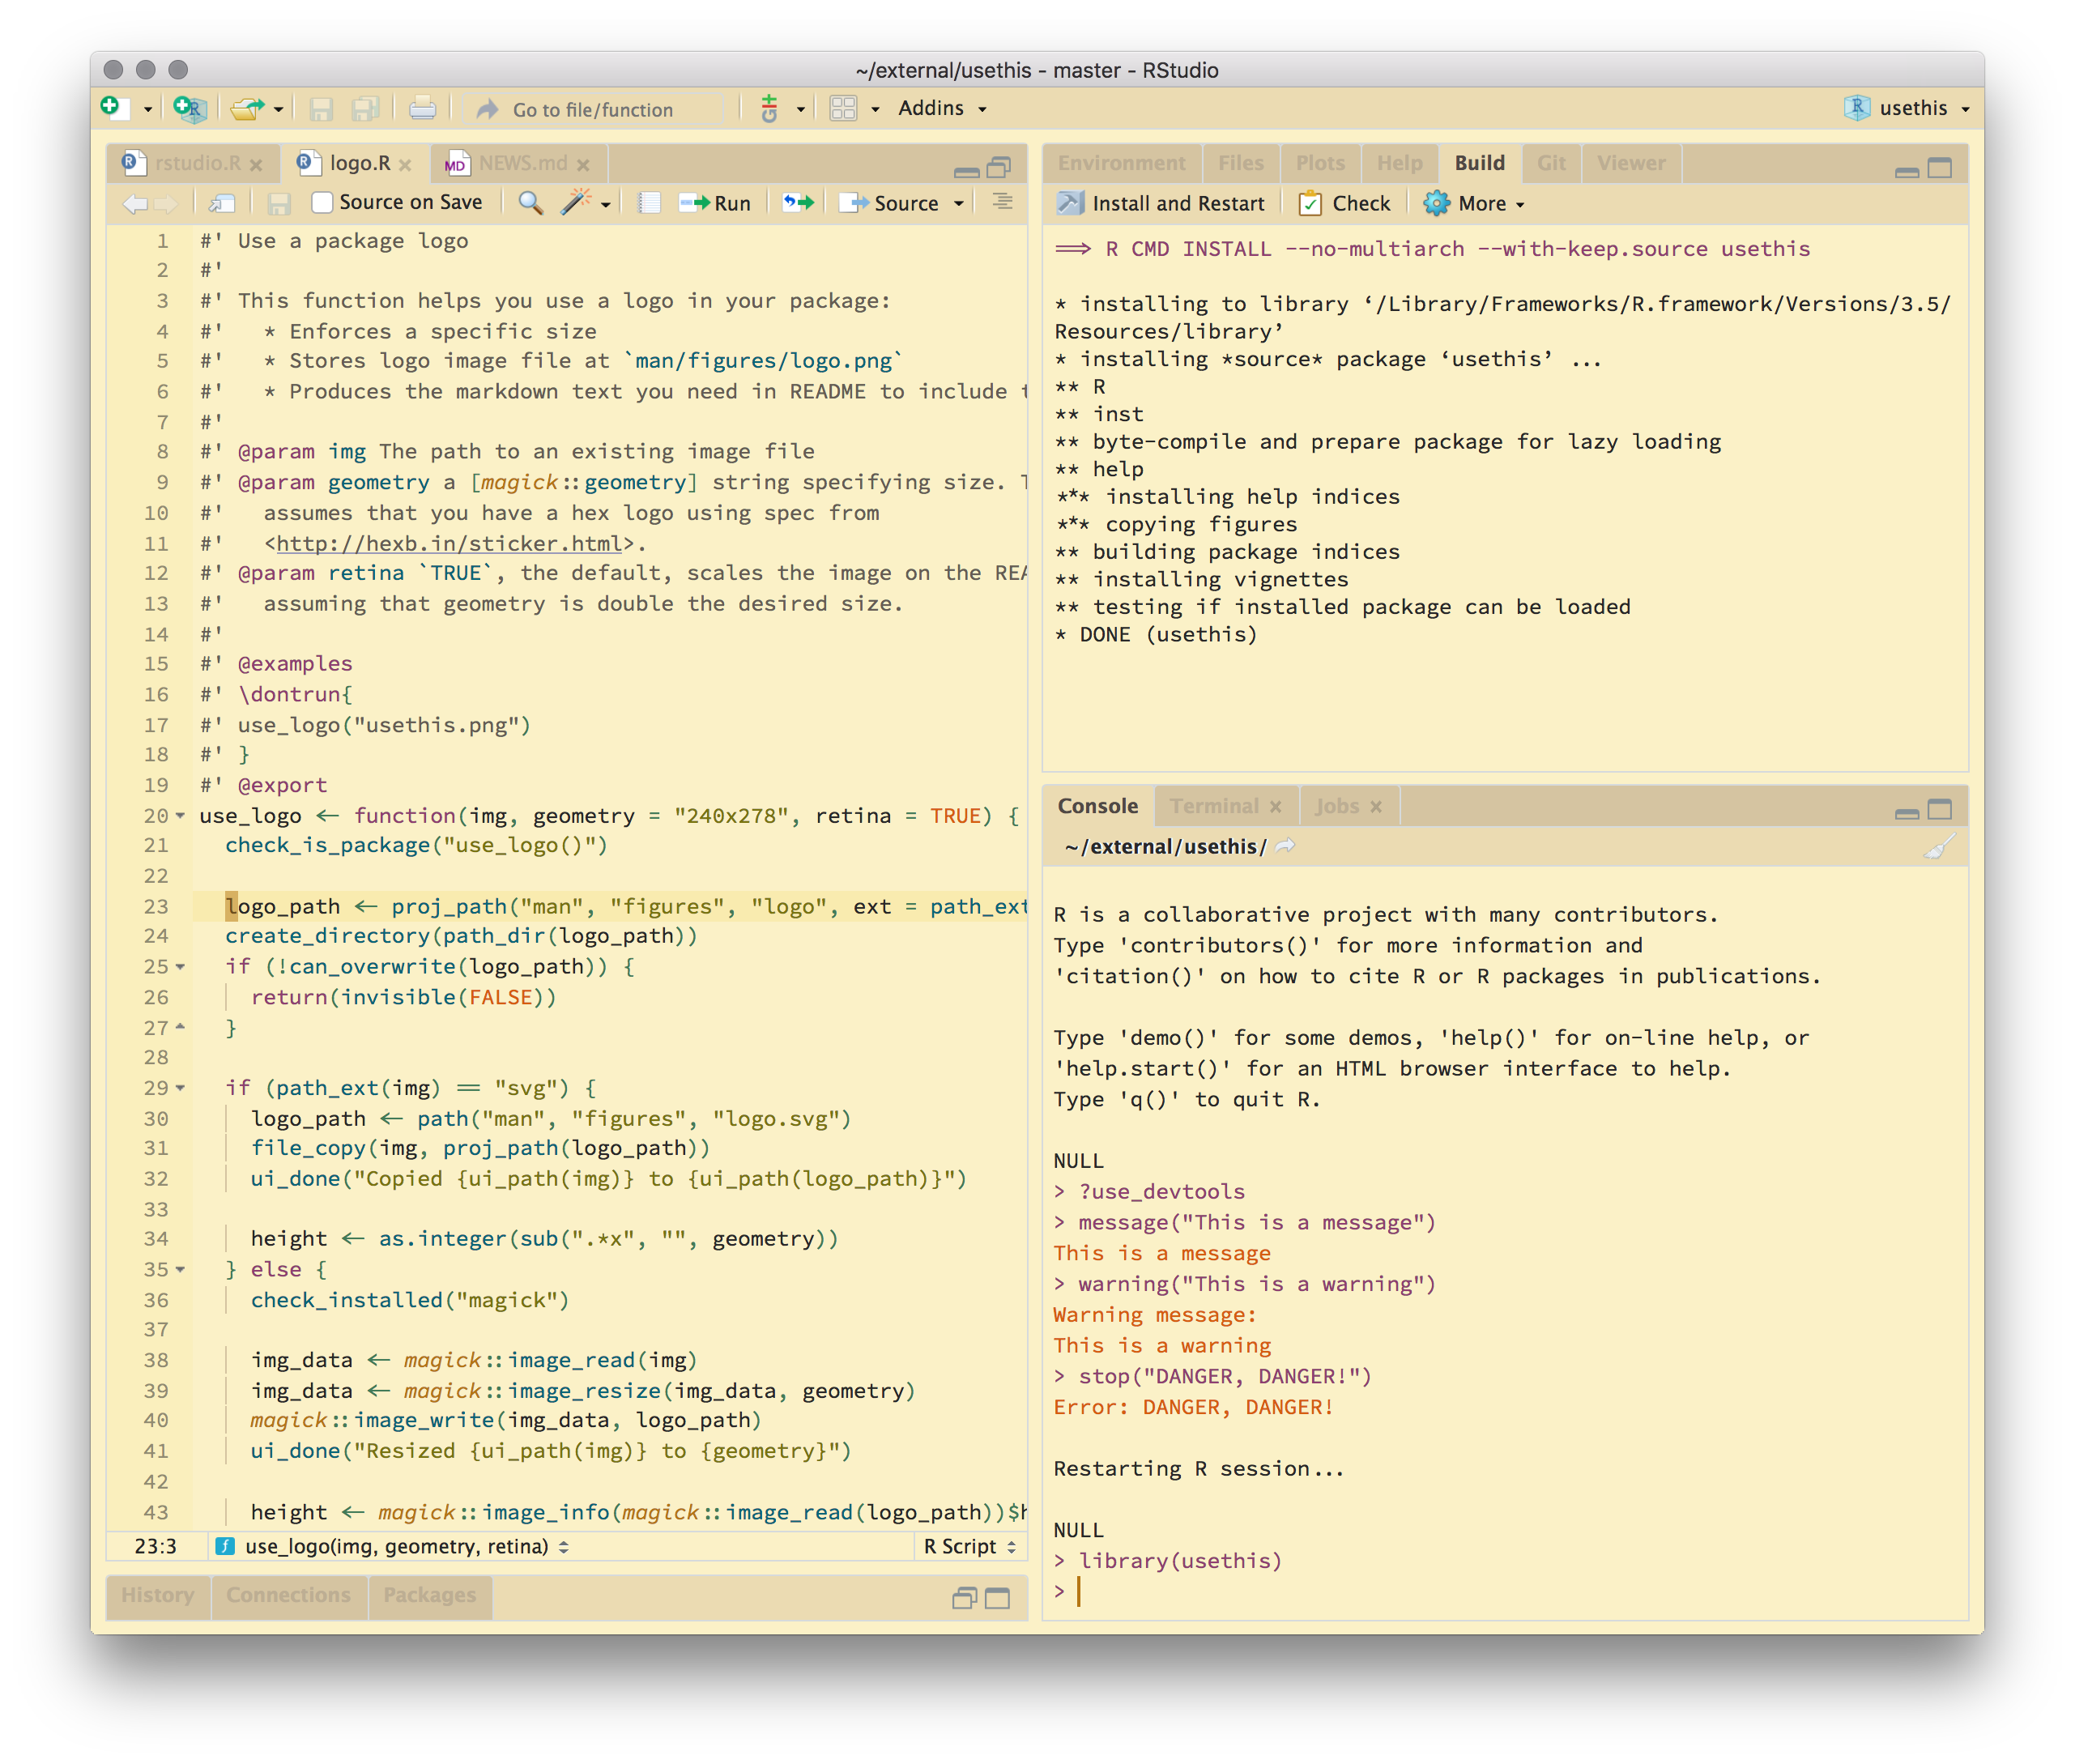 ~/external/usethis - master - RStudio
Go to file/function
Addins
usethis
rstudio.R
logo.R
NEWS.md
Source on Save
Run
Source
1 #' Use a package logo
2 #'
3 #' This function helps you use a logo in your package:
4 #'   * Enforces a specific size
5 #'   * Stores logo image file at `man/figures/logo.png`
6 #'   * Produces the markdown text you need in README to include t
7 #'
8 #' @param img The path to an existing image file
9 #' @param geometry a [magick::geometry] string specifying size. T
10 #'   assumes that you have a hex logo using spec from
11 #'   <http://hexb.in/sticker.html>.
12 #' @param retina `TRUE`, the default, scales the image on the REA
13 #'   assuming that geometry is double the desired size.
14 #'
15 #' @examples
16 #' \dontrun{
17 #' use_logo("usethis.png")
18 #' }
19 #' @export
20 use_logo <- function(img, geometry = "240x278", retina = TRUE) {
21   check_is_package("use_logo()")
22
23   logo_path <- proj_path("man", "figures", "logo", ext = path_ext
24   create_directory(path_dir(logo_path))
25   if (!can_overwrite(logo_path)) {
26     return(invisible(FALSE))
27   }
28
29   if (path_ext(img) == "svg") {
30     logo_path <- path("man", "figures", "logo.svg")
31     file_copy(img, proj_path(logo_path))
32     ui_done("Copied {ui_path(img)} to {ui_path(logo_path)}")
33
34     height <- as.integer(sub(".*x", "", geometry))
35   } else {
36     check_installed("magick")
37
38     img_data <- magick::image_read(img)
39     img_data <- magick::image_resize(img_data, geometry)
40     magick::image_write(img_data, logo_path)
41     ui_done("Resized {ui_path(img)} to {geometry}")
42
43     height <- magick::image_info(magick::image_read(logo_path))$h
23:3 use_logo(img, geometry, retina) R Script
History Connections Packages
Environment Files Plots Help Build Git Viewer
Install and Restart Check More
==> R CMD INSTALL --no-multiarch --with-keep.source usethis
* installing to library ‘/Library/Frameworks/R.framework/Versions/3.5/
Resources/library’
* installing *source* package ‘usethis’ ...
** R
** inst
** byte-compile and prepare package for lazy loading
** help
*** installing help indices
*** copying figures
** building package indices
** installing vignettes
** testing if installed package can be loaded
* DONE (usethis)
Console Terminal Jobs
~/external/usethis/
R is a collaborative project with many contributors.
Type 'contributors()' for more information and
'citation()' on how to cite R or R packages in publications.
Type 'demo()' for some demos, 'help()' for on-line help, or
'help.start()' for an HTML browser interface to help.
Type 'q()' to quit R.
NULL
> ?use_devtools
> message("This is a message")
This is a message
> warning("This is a warning")
Warning message:
This is a warning
> stop("DANGER, DANGER!")
Error: DANGER, DANGER!
Restarting R session...
NULL
> library(usethis)
>